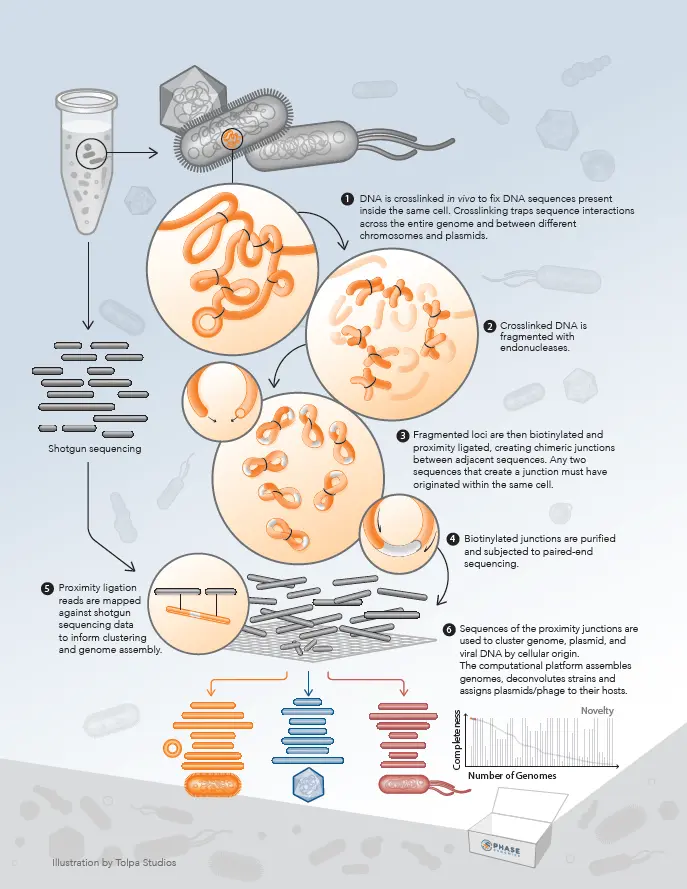 1 DNA is crosslinked in vivo to fix DNA sequences present
inside the same cell. Crosslinking traps sequence interactions
across the entire genome and between different
chromosomes and plasmids.
2 Crosslinked DNA is
fragmented with
endonucleases.
3 Fragmented loci are then biotinylated and
proximity ligated, creating chimeric junctions
between adjacent sequences. Any two
sequences that create a junction must have
originated within the same cell.
Shotgun sequencing
4 Biotinylated junctions are purified
and subjected to paired-end
sequencing.
5 Proximity ligation
reads are mapped
against shotgun
sequencing data
to inform clustering
and genome assembly.
6 Sequences of the proximity junctions are
used to cluster genome, plasmid, and
viral DNA by cellular origin.
The computational platform assembles
genomes, deconvolutes strains and
assigns plasmids/phage to their hosts.
Novelty
Completeness
Number of Genomes
PHASE
GENOMICS
Illustration by Tolpa Studios